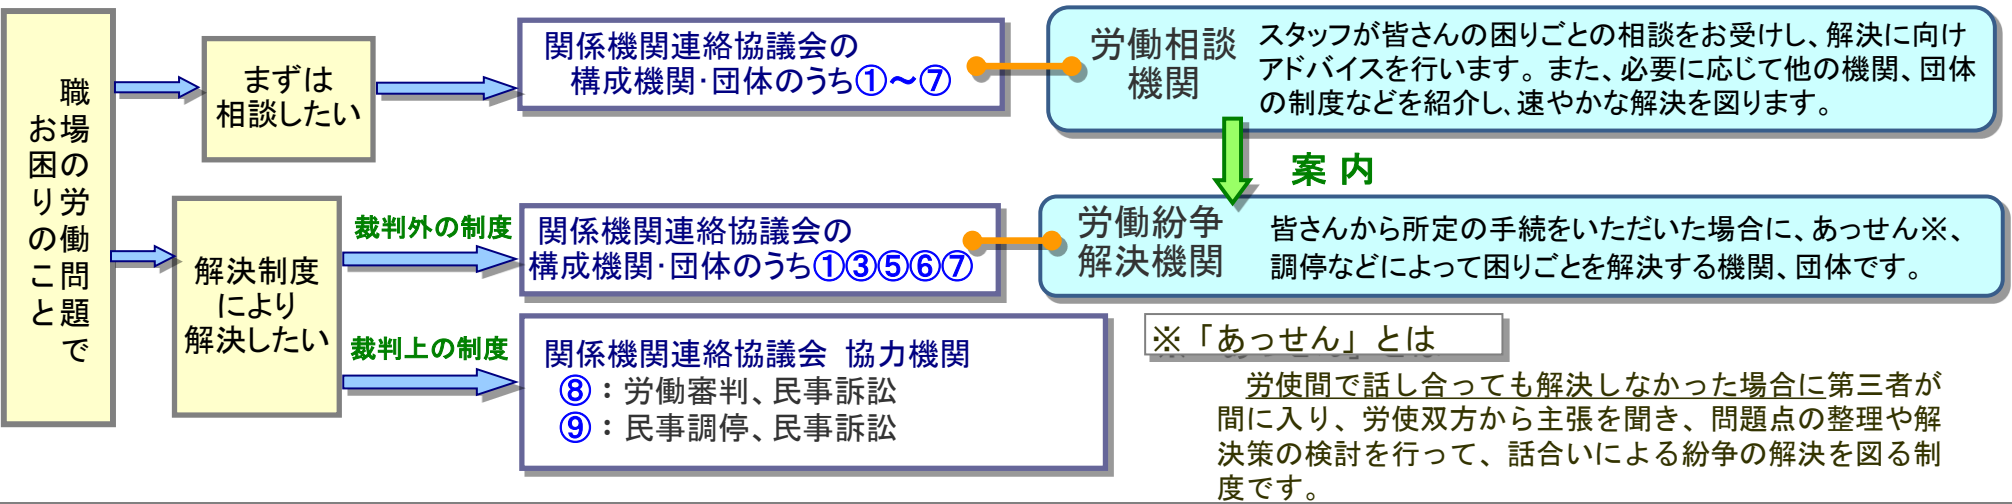 職場の労働問題で
お困りのこと
まずは
相談したい
関係機関連絡協議会の
構成機関・団体のうち①～⑦
労働相談
機関
スタッフが皆さんの困りごとの相談をお受けし、解決に向け
アドバイスを行います。また、必要に応じて他の機関、団体
の制度などを紹介し、速やかな解決を図ります。
案 内
解決制度
により
解決したい
裁判外の制度
関係機関連絡協議会の
構成機関・団体のうち①③⑤⑥⑦
労働紛争
解決機関
皆さんから所定の手続をいただいた場合に、あっせん※、
調停などによって困りごとを解決する機関、団体です。
裁判上の制度
関係機関連絡協議会 協力機関
⑧：労働審判、民事訴訟
⑨：民事調停、民事訴訟
※「あっせん」とは
労使間で話し合っても解決しなかった場合に第三者が
間に入り、労使双方から主張を聞き、問題点の整理や解
決策の検討を行って、話合いによる紛争の解決を図る制
度です。